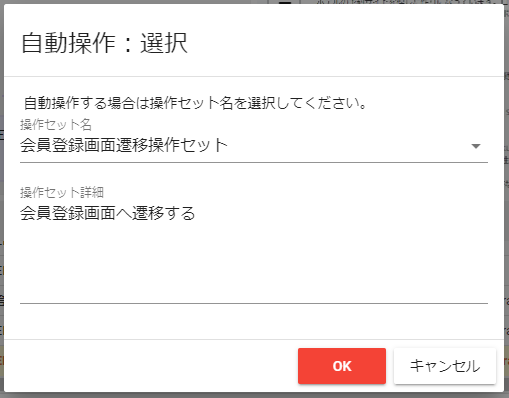 自動操作：選択
自動操作する場合は操作セット名を選択してください。
操作セット名
会員登録画面遷移操作セット
操作セット詳細
会員登録画面へ遷移する
OK
キャンセル